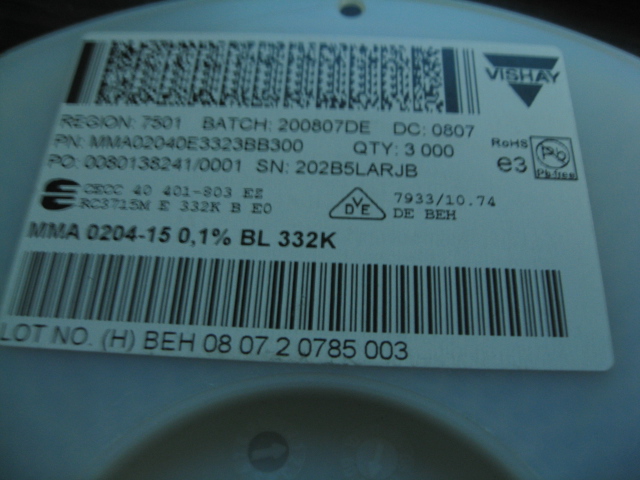 VISHAY
REGION: 7501 BATCH: 200807DE DC: 0807
PN: MMA02040E3323BB300 QTY: 3 000
RoHS
e3
Pb-free
PO: 0080138241/0001 SN: 202B5LARJB
CECC 40 401-803 EZ
RC3715M E 332K B E0
VDE
7933/10.74
DE BEH
MMA 0204-15 0,1% BL 332K
LOT NO. (H) BEH 08 07 2 0785 003